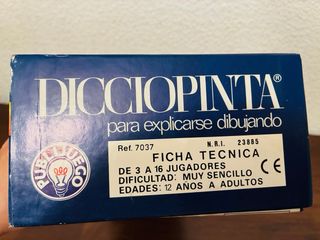 DICCIOPINTA®
para explicarse dibujando
PUBLIJUEGO
Ref. 7037
N.R.I. 23885
FICHA TECNICA
DE 3 A 16 JUGADORES
DIFICULTAD: MUY SENCILLO
EDADES: 12 AÑOS A ADULTOS
CE